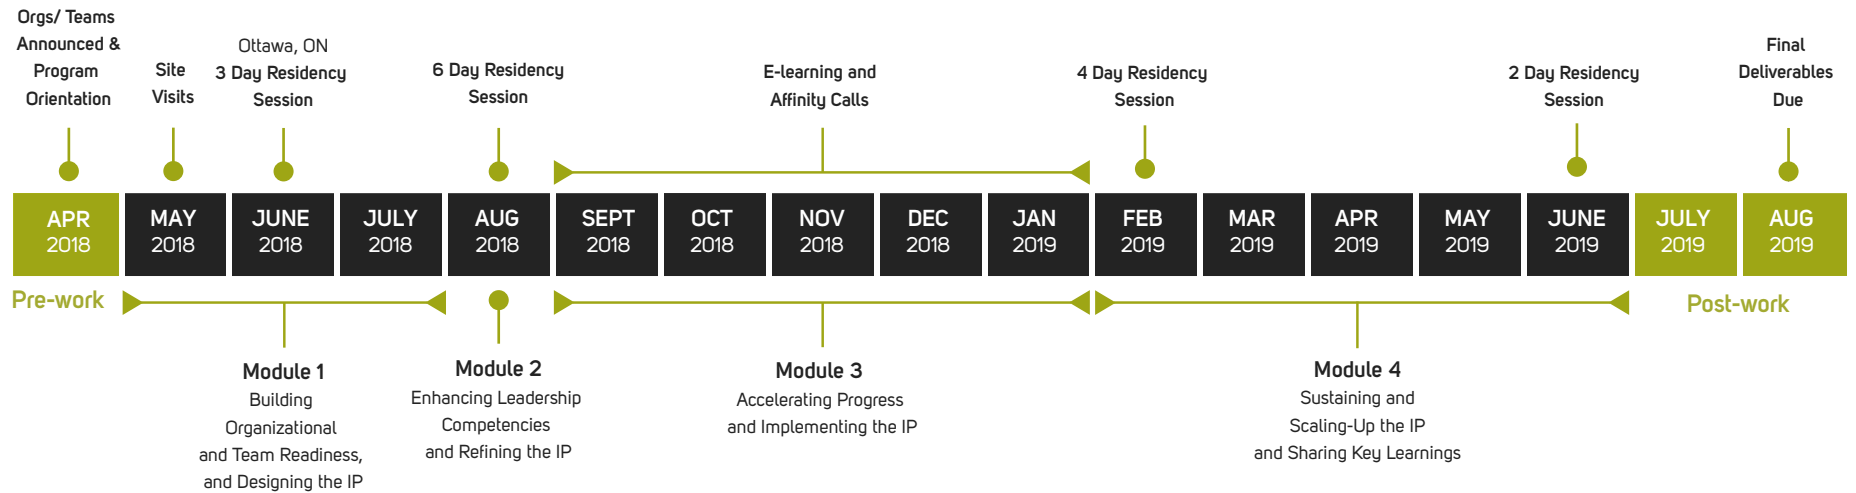 Orgs/ Teams
Announced &
Program
Orientation
Site
Visits
Ottawa, ON
3 Day Residency
Session
6 Day Residency
Session
E-learning and
Affinity Calls
4 Day Residency
Session
2 Day Residency
Session
Final
Deliverables
Due
APR
2018
MAY
2018
JUNE
2018
JULY
2018
AUG
2018
SEPT
2018
OCT
2018
NOV
2018
DEC
2018
JAN
2019
FEB
2019
MAR
2019
APR
2019
MAY
2019
JUNE
2019
JULY
2019
AUG
2019
Pre-work
Post-work
Module 1
Building
Organizational
and Team Readiness,
and Designing the IP
Module 2
Enhancing Leadership
Competencies
and Refining the IP
Module 3
Accelerating Progress
and Implementing the IP
Module 4
Sustaining and
Scaling-Up the IP
and Sharing Key Learnings